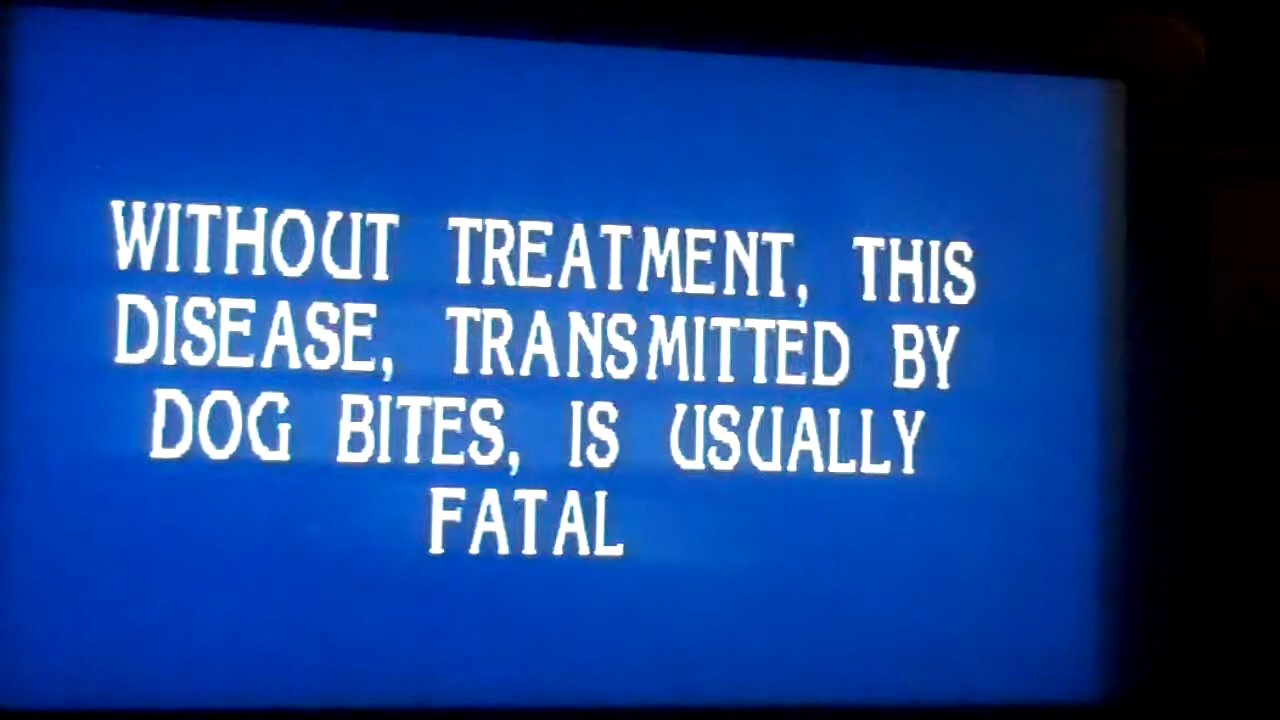 WITHOUT TREATMENT, THIS
DISEASE, TRANSMITTED BY
DOG BITES, IS USUALLY
FATAL